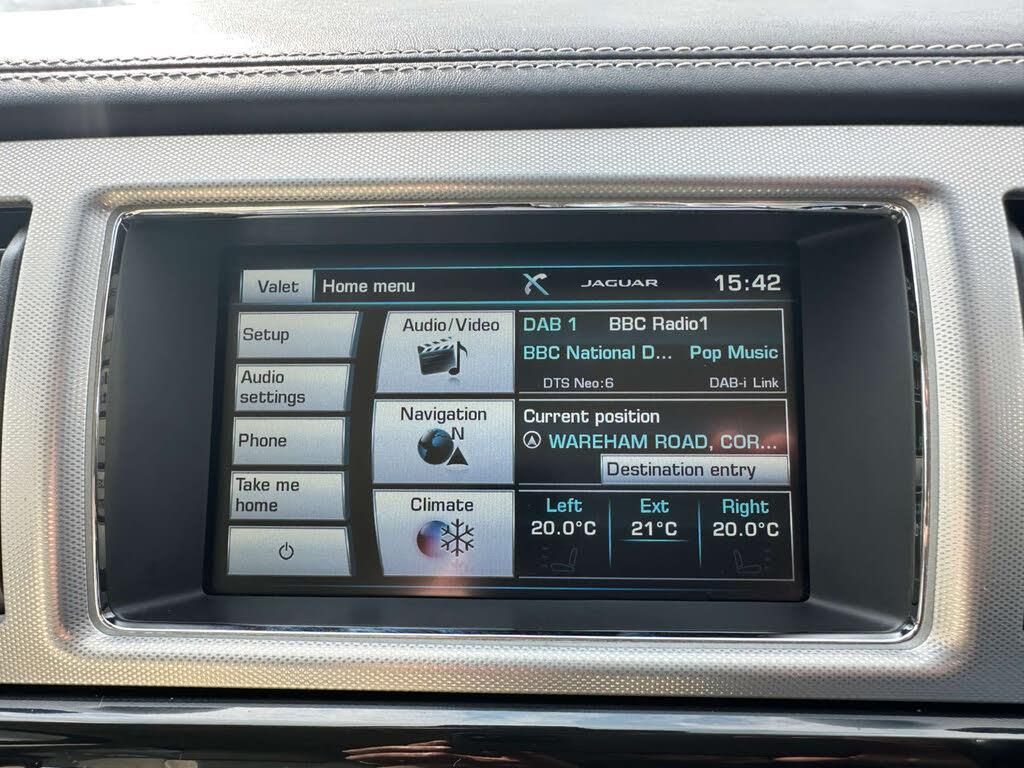 Valet
Home menu
JAGUAR
15:42
Setup
Audio
settings
Phone
Take me
home
Audio/Video
Navigation
N
Climate
DAB 1 BBC Radio1
BBC National D... Pop Music
DTS Neo:6 DAB-i Link
Current position
WAREHAM ROAD, COR...
Destination entry
Left Ext Right
20.0°C 21°C 20.0°C